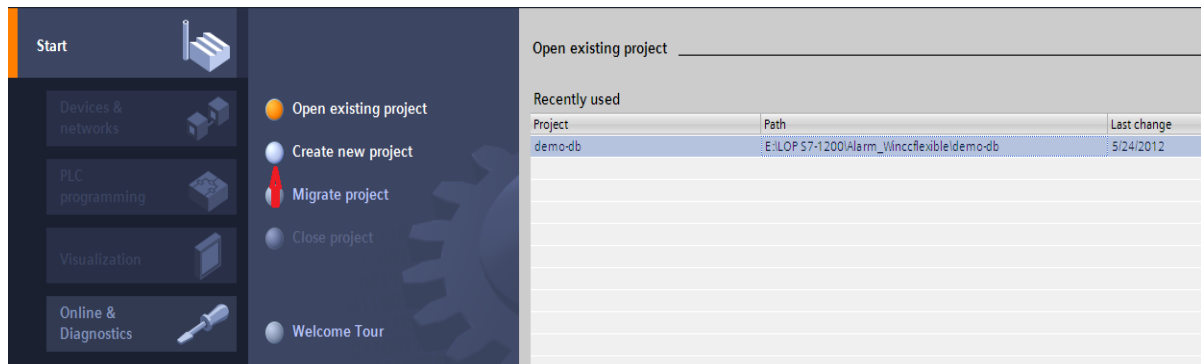 Start
Devices &
networks
PLC
programming
Visualization
Online &
Diagnostics
Open existing project
Create new project
Migrate project
Close project
Welcome Tour
Open existing project
Recently used
Project Path Last change
demo-db E:\LOP S7-1200\Alarm_Winccflexible\demo-db 5/24/2012